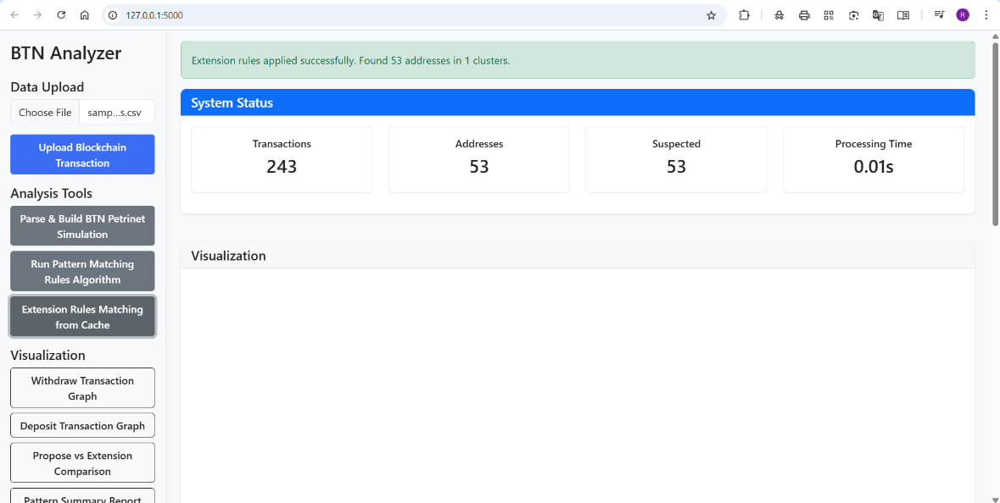 127.0.0.1:5000
R
BTN Analyzer
Data Upload
Choose File samp...s.csv
Upload Blockchain
Transaction
Analysis Tools
Parse & Build BTN Petrinet
Simulation
Run Pattern Matching
Rules Algorithm
Extension Rules Matching
from Cache
Visualization
Withdraw Transaction
Graph
Deposit Transaction Graph
Propose vs Extension
Comparison
Pattern Summary Report
Extension rules applied successfully. Found 53 addresses in 1 clusters.
System Status
Transactions
243
Addresses
53
Suspected
53
Processing Time
0.01s
Visualization